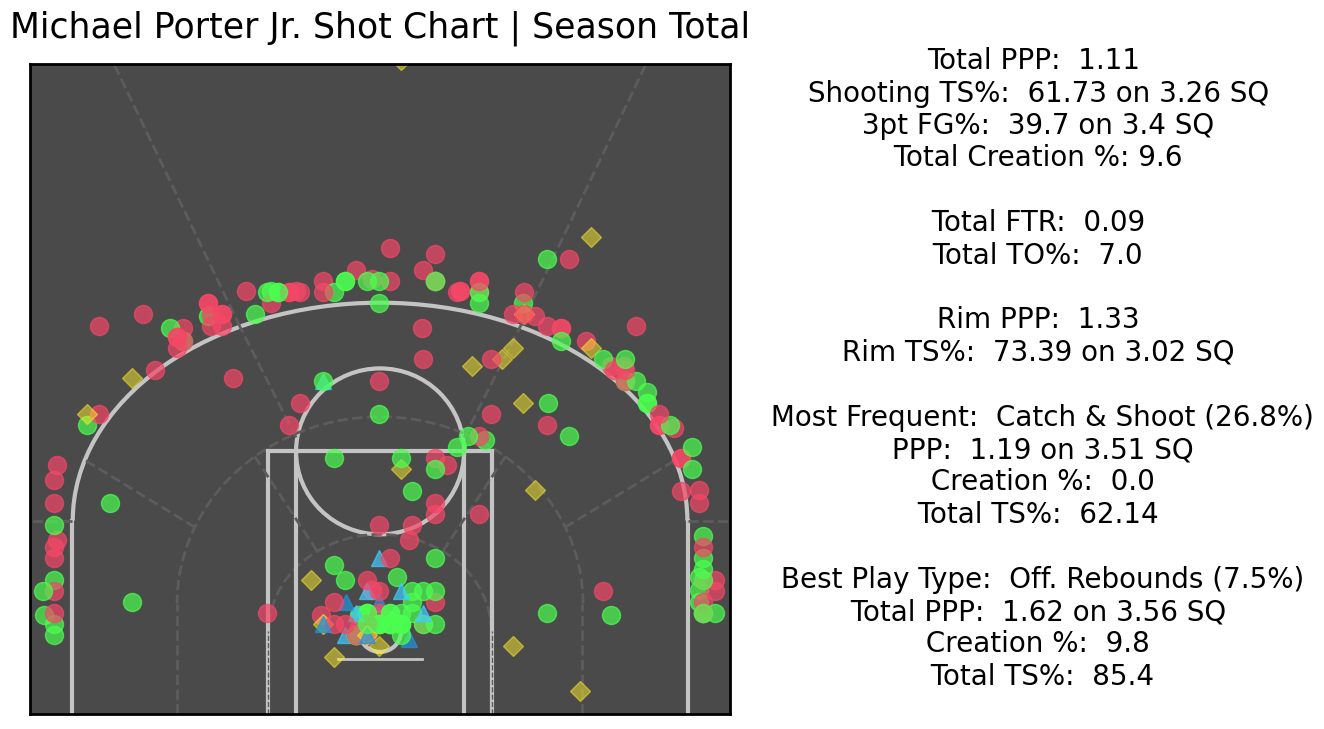 Michael Porter Jr. Shot Chart | Season Total
Total PPP: 1.11
Shooting TS%: 61.73 on 3.26 SQ
3pt FG%: 39.7 on 3.4 SQ
Total Creation %: 9.6
Total FTR: 0.09
Total TO%: 7.0
Rim PPP: 1.33
Rim TS%: 73.39 on 3.02 SQ
Most Frequent: Catch & Shoot (26.8%)
PPP: 1.19 on 3.51 SQ
Creation %: 0.0
Total TS%: 62.14
Best Play Type: Off. Rebounds (7.5%)
Total PPP: 1.62 on 3.56 SQ
Creation %: 9.8
Total TS%: 85.4